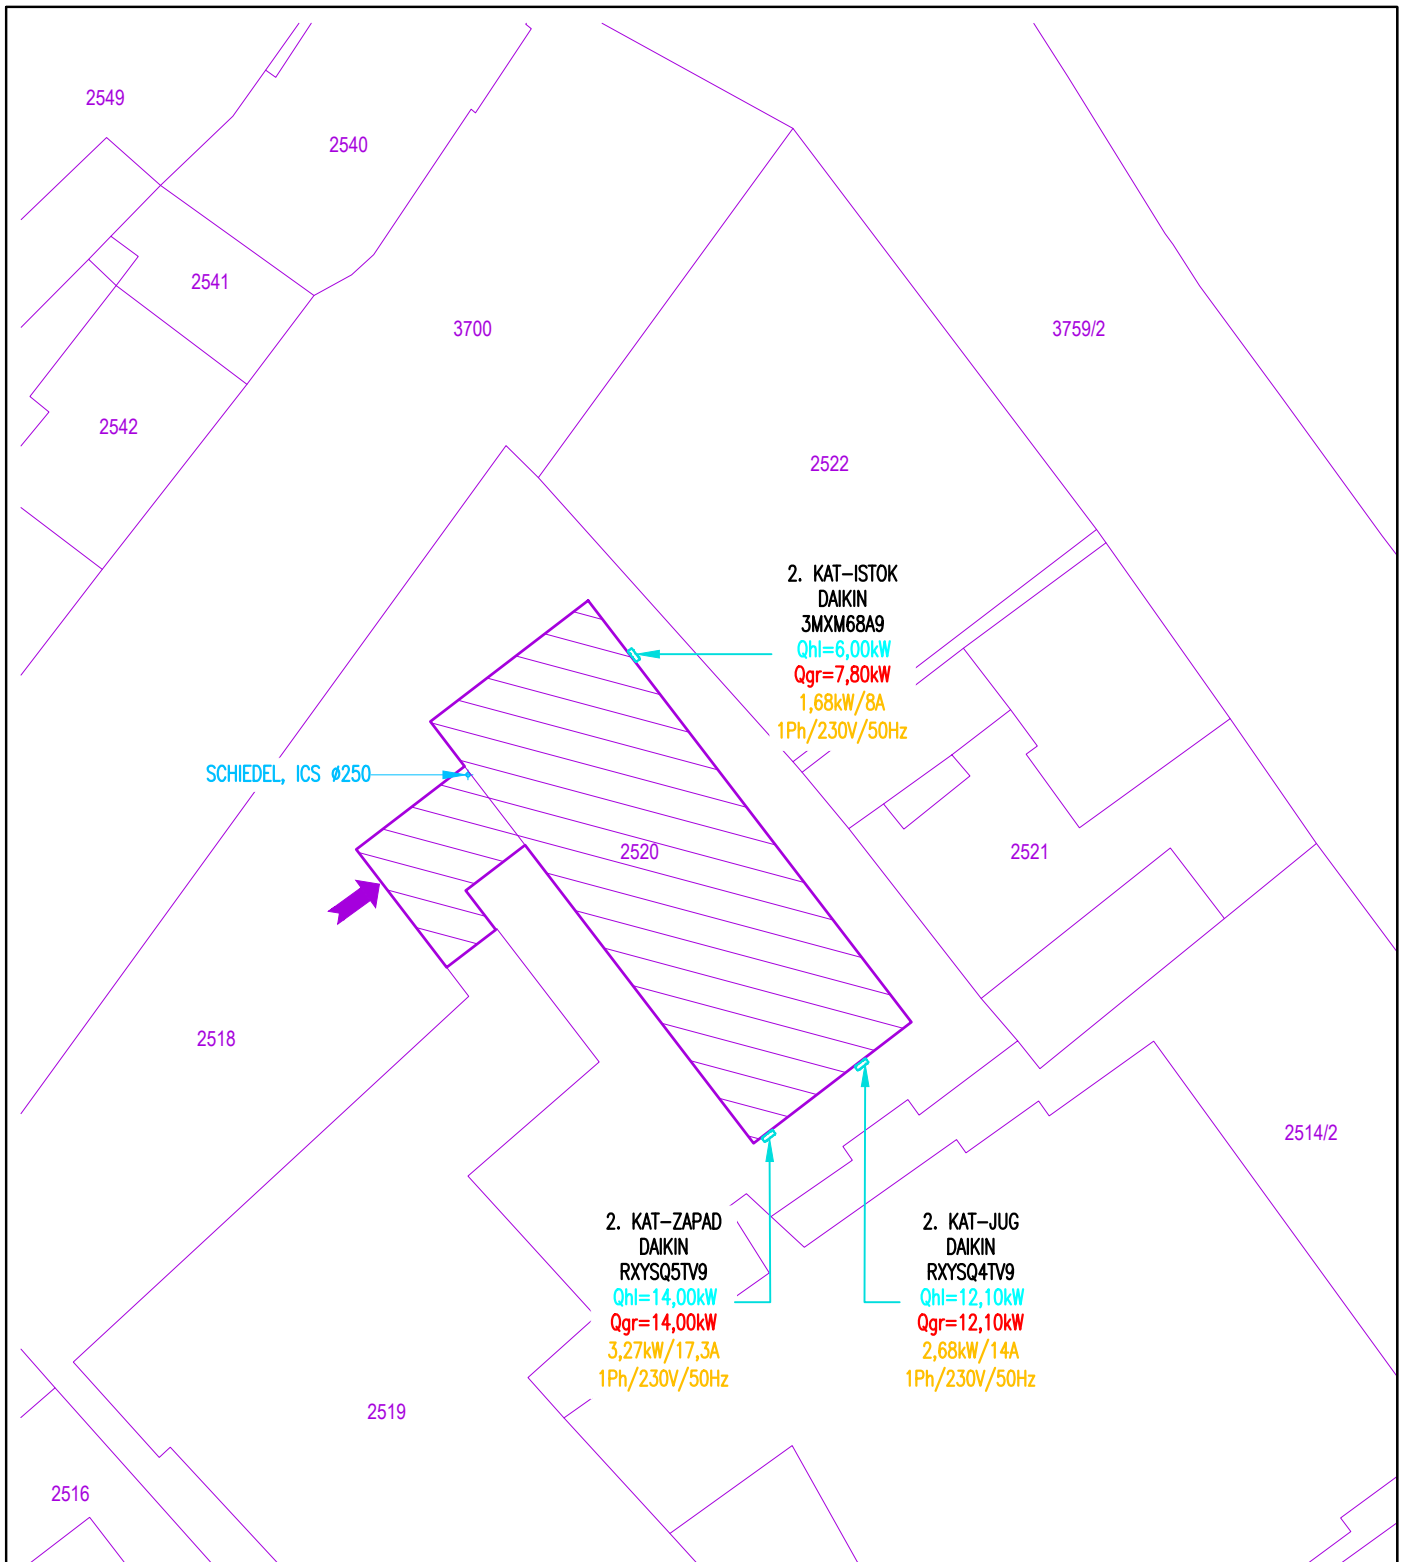 2549
2540
2541
3700
3759/2
2542
2522
2. KAT-ISTOK
DAIKIN
3MXM68A9
Qhl=6,00kW
Qgr=7,80kW
1,68kW/8A
1Ph/230V/50Hz
SCHIEDEL, ICS Ø250
2520
2521
2518
2514/2
2. KAT-ZAPAD
DAIKIN
RXYSQ5TV9
Qhl=14,00kW
Qgr=14,00kW
3,27kW/17,3A
1Ph/230V/50Hz
2. KAT-JUG
DAIKIN
RXYSQ4TV9
Qhl=12,10kW
Qgr=12,10kW
2,68kW/14A
1Ph/230V/50Hz
2519
2516